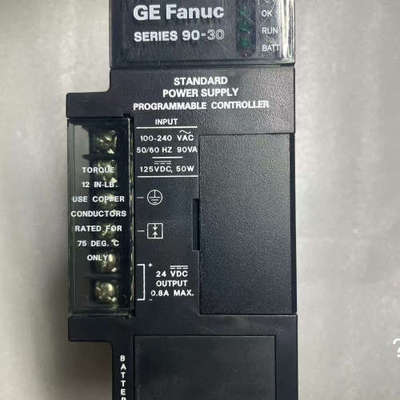 GE Fanuc
SERIES 90-30
OK
RUN
BATT
STANDARD
POWER SUPPLY
PROGRAMMABLE CONTROLLER
INPUT
100-240 VAC
50/60 HZ 90VA
125VDC, 50W
TORQUE
12 IN-LB.
USE COPPER
CONDUCTORS
RATED FOR
75 DEG. °C
ONLY
+
24 VDC
OUTPUT
0.8A MAX.
-
BATTER